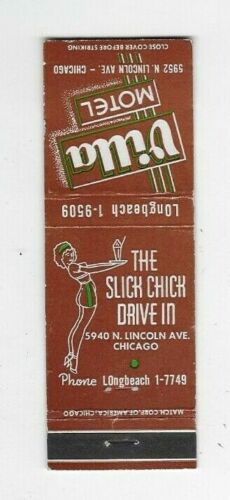 CLOSE COVER BEFORE STRIKING
5952 N. LINCOLN AVE. - CHICAGO
MOTEL
Villa
LOngbeach 1-9509
THE
SLICK CHICK
DRIVE IN
5940 N. LINCOLN AVE.
CHICAGO
Phone LOngbeach 1-7749
MATCH CORP. OF AMERICA, CHICAGO